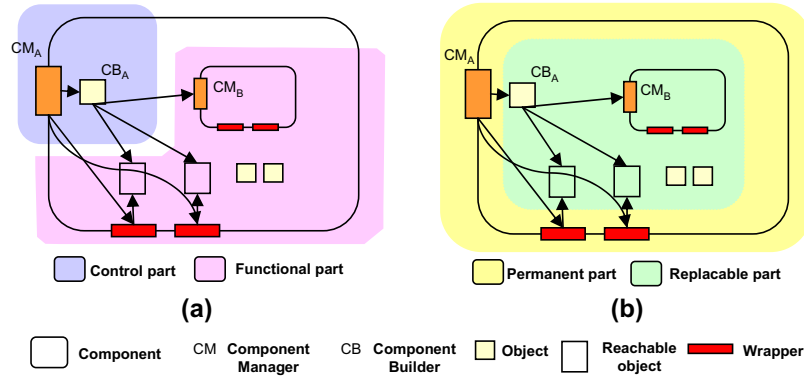 CMA
CBA
CMB
Control part
Functional part
(a)
CMA
CBA
CMB
Permanent part
Replacable part
(b)
Component
CM Component Manager
CB Component Builder
Object
Reachable object
Wrapper